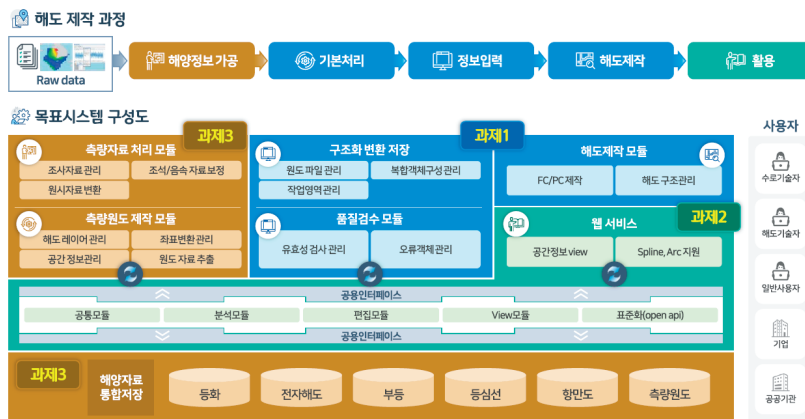 해도 제작 과정
Raw data
해양정보 가공
기본처리
정보입력
해도제작
활용
목표시스템 구성도
과제3
측량자료 처리 모듈
조사자료 관리
조석/음속 자료 보정
원시자료 변환
측량원도 제작 모듈
해도 레이어 관리
좌표변환 관리
공간 정보관리
원도 자료 추출
과제1
구조화 변환 저장
원도 파일 관리
복합객체구성 관리
작업영역 관리
품질검수 모듈
유효성 검사 관리
오류객체 관리
해도제작 모듈
FC/PC 제작
해도 구조관리
과제2
웹 서비스
공간정보 view
Spline, Arc 지원
공용인터페이스
공통모듈
분석모듈
편집모듈
View모듈
표준화(open api)
공용인터페이스
과제3
해양자료
통합저장
등화
전자해도
부등
등심선
항만도
측량원도
사용자
수로기술자
해도기술자
일반사용자
기업
공공기관